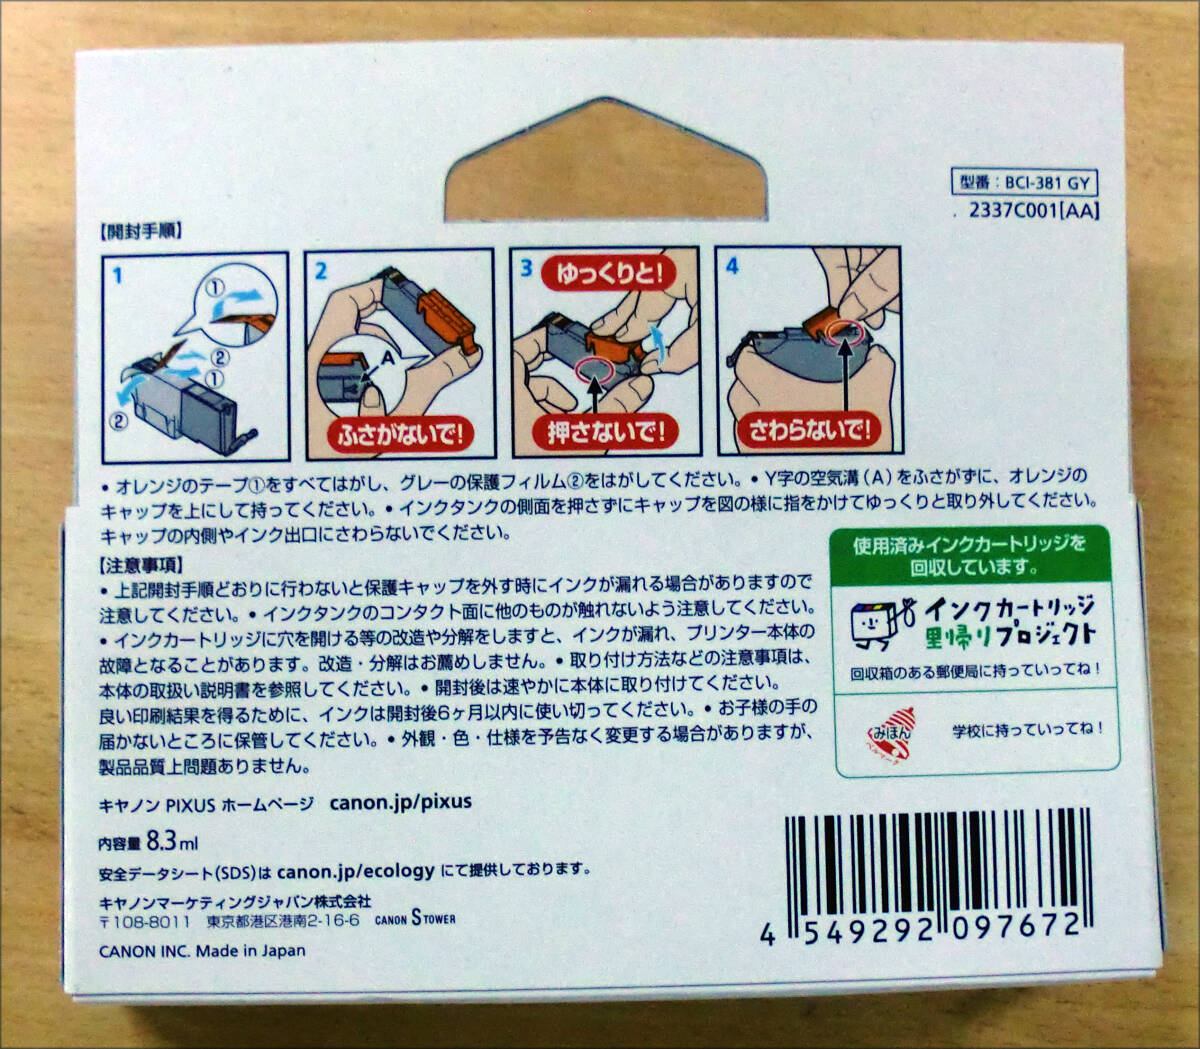 型番：BCI-381 GY
2337C001[AA]
【開封手順】
1
①
②
①
②
2
A
ふさがないで！
3
ゆっくりと！
押さないで！
4
さわらないで！
・オレンジのテープ①をすべてはがし、グレーの保護フィルム②をはがしてください。・Y字の空気溝（A）をふさがずに、オレンジの
キャップを上にして持ってください。・インクタンクの側面を押さずにキャップを図の様に指をかけてゆっくりと取り外してください。
キャップの内側やインク出口にさわらないでください。
【注意事項】
・上記開封手順どおりに行わないと保護キャップを外す時にインクが漏れる場合がありますので
注意してください。・インクタンクのコンタクト面に他のものが触れないよう注意してください。
・インクカートリッジに穴を開ける等の改造や分解をしますと、インクが漏れ、プリンター本体の
故障となることがあります。改造・分解はお薦めしません。・取り付け方法などの注意事項は、
本体の取扱い説明書を参照してください。・開封後は速やかに本体に取り付けてください。
良い印刷結果を得るために、インクは開封後6ヶ月以内に使い切ってください。・お子様の手の
届かないところに保管してください。・外観・色・仕様を予告なく変更する場合がありますが、
製品品質上問題ありません。
キヤノン PIXUS ホームページ canon.jp/pixus
内容量 8.3ml
安全データシート(SDS)は canon.jp/ecology にて提供しております。
キヤノンマーケティングジャパン株式会社
〒108-8011 東京都港区港南2-16-6 CANON S TOWER
CANON INC. Made in Japan
使用済みインクカートリッジを
回収しています。
インクカートリッジ
里帰りプロジェクト
回収箱のある郵便局に持っていってね！
みほん
ベルマーク
学校に持っていってね！
4 549292 097672